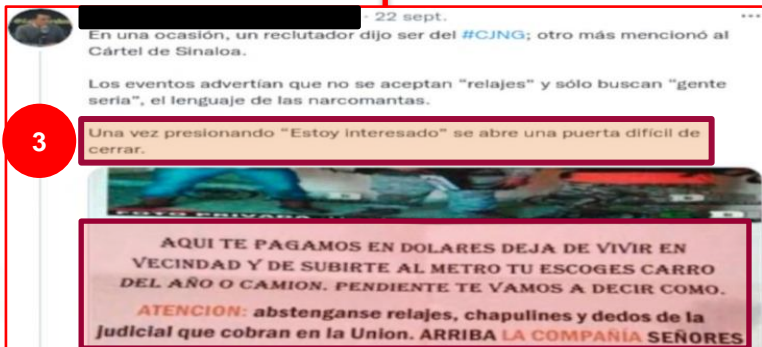 22 sept.
En una ocasión, un reclutador dijo ser del #CJNG; otro más mencionó al
Cártel de Sinaloa.
Los eventos advertían que no se aceptan "relajes" y sólo buscan "gente
seria", el lenguaje de las narcomantas.
3
Una vez presionando "Estoy interesado" se abre una puerta difícil de
cerrar.
FOTO PRIVADA
AQUI TE PAGAMOS EN DOLARES DEJA DE VIVIR EN
VECINDAD Y DE SUBIRTE AL METRO TU ESCOGES CARRO
DEL AÑO O CAMION. PENDIENTE TE VAMOS A DECIR COMO.
ATENCION: abstenganse relajes, chapulines y dedos de la
judicial que cobran en la Union. ARRIBA LA COMPAÑÍA SEÑORES